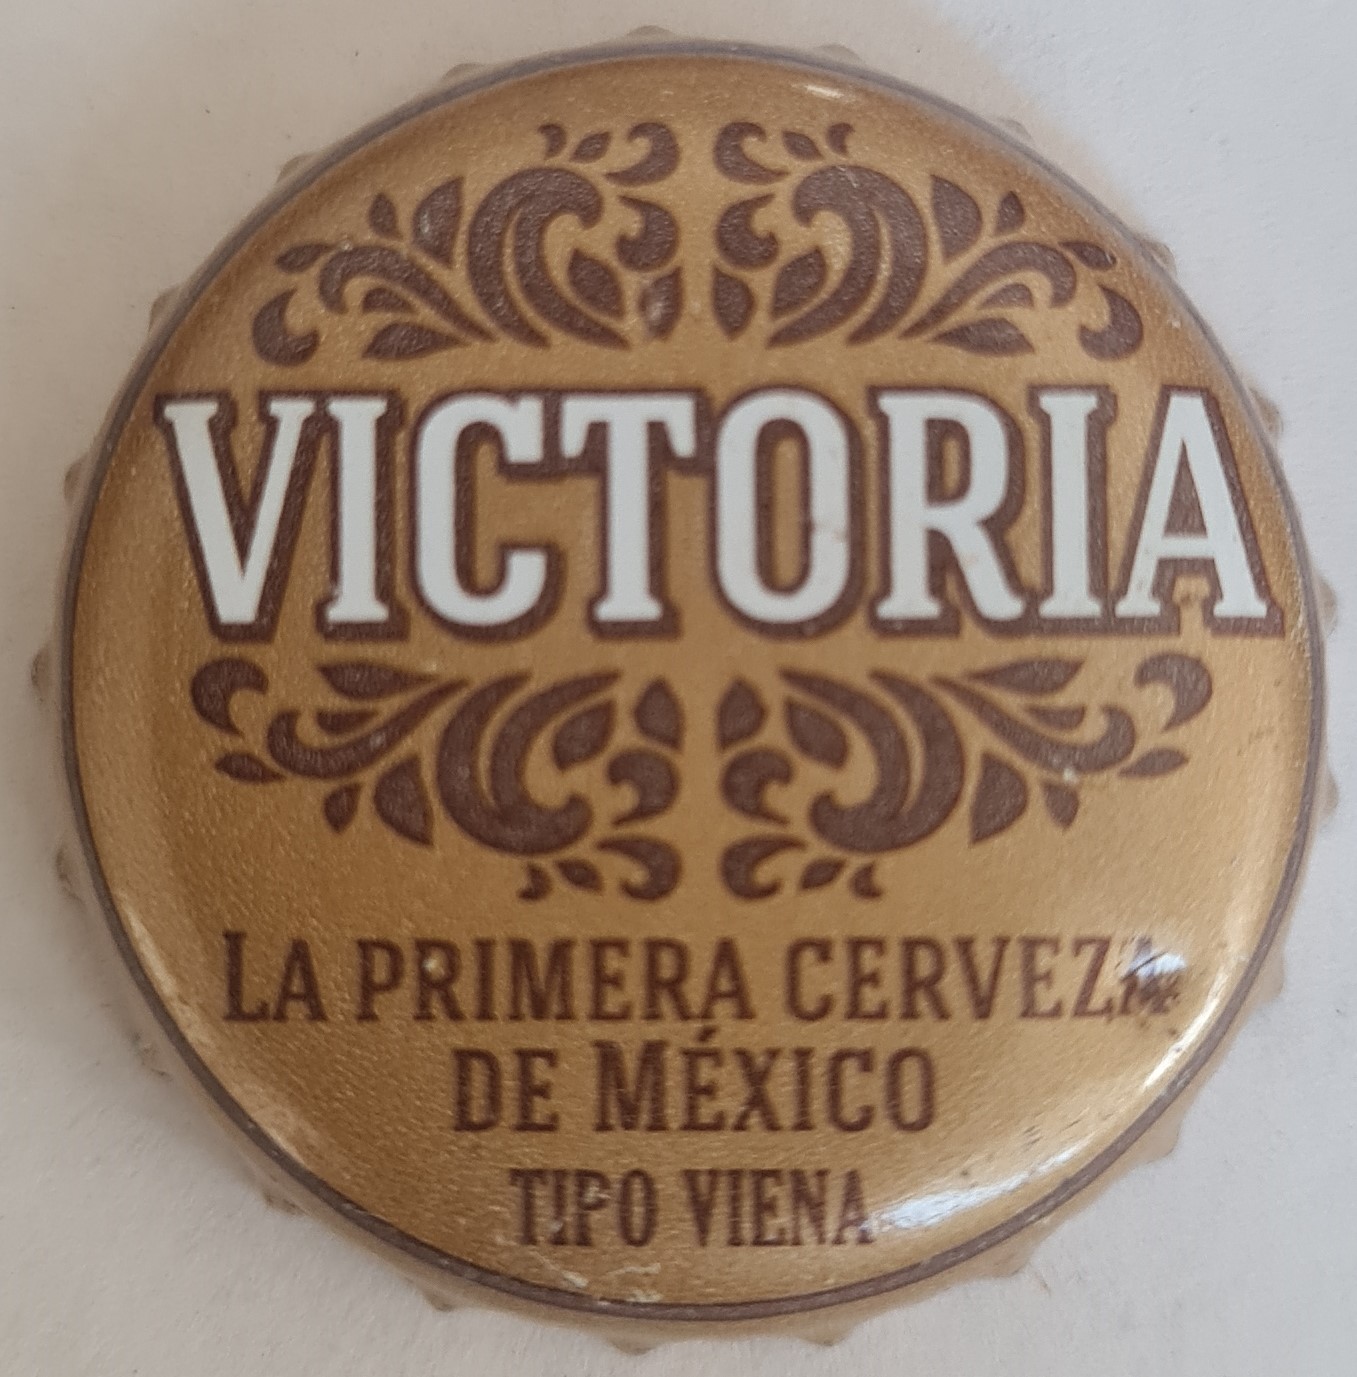 VICTORIA
LA PRIMERA CERVEZA
DE MÉXICO
TIPO VIENA